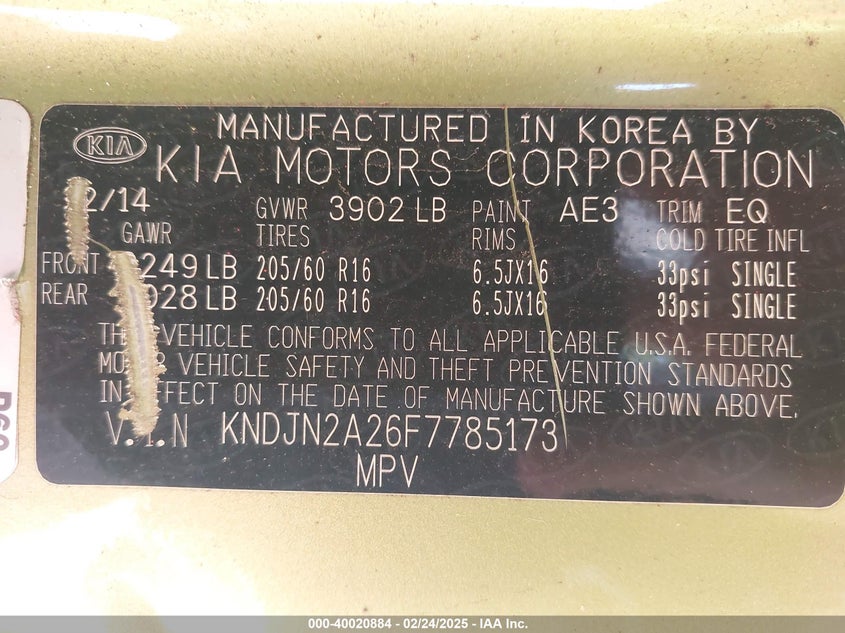 KIA
MANUFACTURED IN KOREA BY
KIA MOTORS CORPORATION
2/14 GVWR 3902 LB PAINT AE3 TRIM EQ
GAWR TIRES RIMS COLD TIRE INFL
FRONT 249 LB 205/60 R16 6.5JX16 33psi SINGLE
REAR 028 LB 205/60 R16 6.5JX16 33psi SINGLE
VEHICLE CONFORMS TO ALL APPLICABLE U.S.A. FEDERAL
VEHICLE SAFETY AND THEFT PREVENTION STANDARDS
IN EFFECT ON THE DATE OF MANUFACTURE SHOWN ABOVE.
V.I.N KNDJN2A26F7785173
MPV
000-40020884 - 02/24/2025 - IAA Inc.